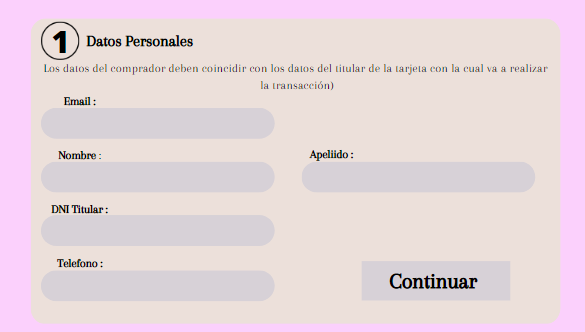 1 Datos Personales
Los datos del comprador deben coincidir con los datos del titular de la tarjeta con la cual va a realizar
la transacción)
Email :
Nombre :
Apeliido :
DNI Titular :
Telefono :
Continuar